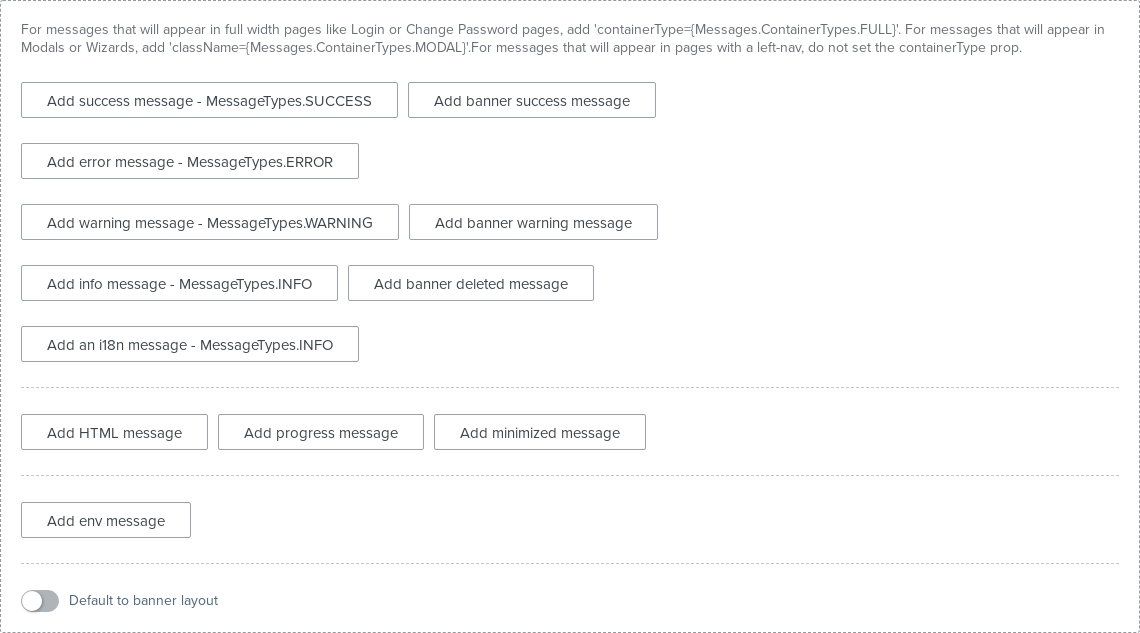 For messages that will appear in full width pages like Login or Change Password pages, add 'containerType={Messages.ContainerTypes.FULL}'. For messages that will appear in
Modals or Wizards, add 'className={Messages.ContainerTypes.MODAL}'.For messages that will appear in pages with a left-nav, do not set the containerType prop.
Add success message - MessageTypes.SUCCESS
Add banner success message
Add error message - MessageTypes.ERROR
Add warning message - MessageTypes.WARNING
Add banner warning message
Add info message - MessageTypes.INFO
Add banner deleted message
Add an i18n message - MessageTypes.INFO
Add HTML message
Add progress message
Add minimized message
Add env message
Default to banner layout